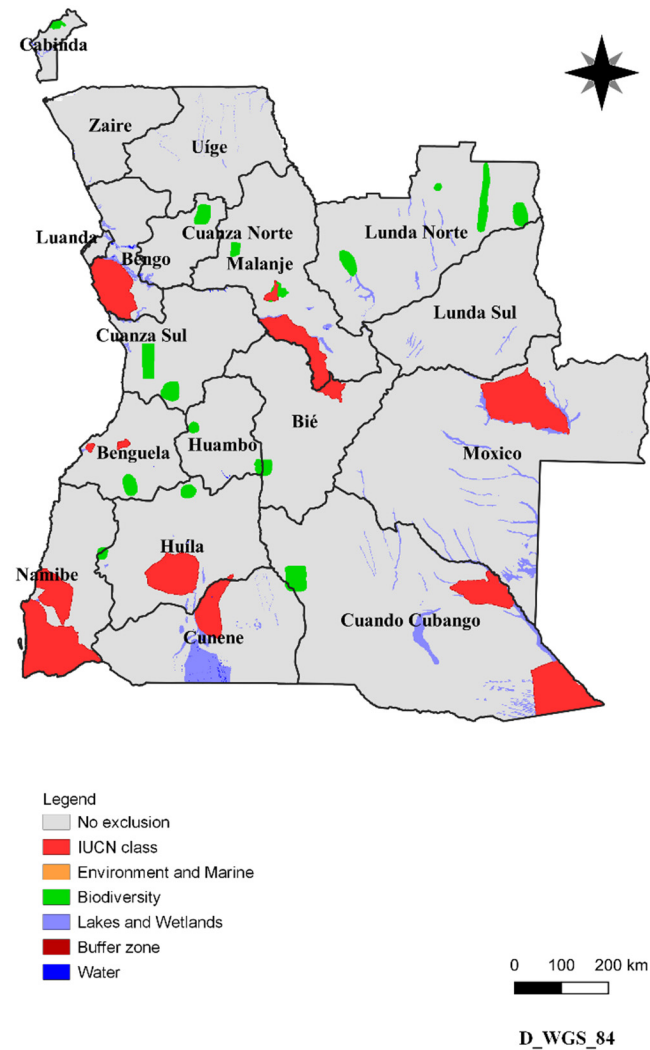 Cabinda
Zaire
Uíge
Luanda
Bengo
Cuanza Norte
Malanje
Lunda Norte
Lunda Sul
Cuanza Sul
Benguela
Huambo
Bié
Moxico
Namibe
Huíla
Cunene
Cuando Cubango
Legend
No exclusion
IUCN class
Environment and Marine
Biodiversity
Lakes and Wetlands
Buffer zone
Water
0 100 200 km
D_WGS_84